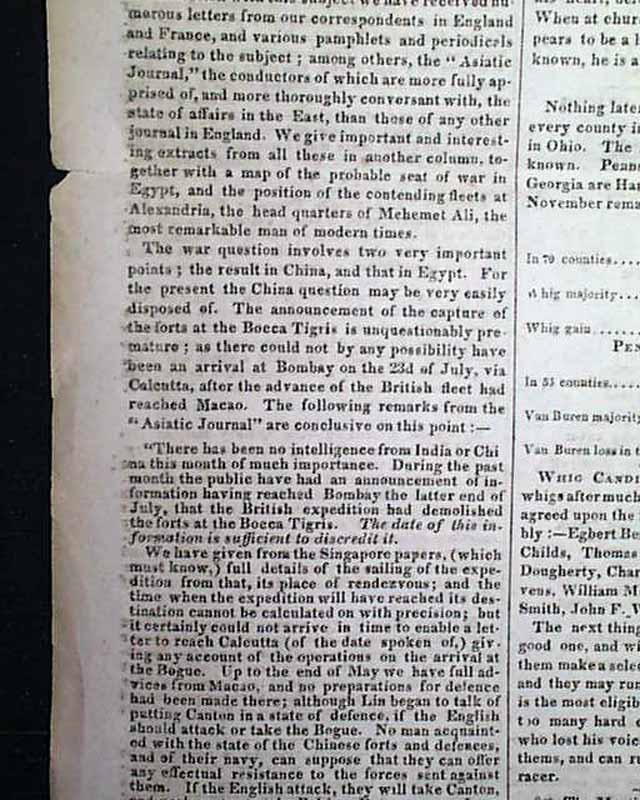 merous letters from our correspondents in England
and France, and various pamphlets and periodicals
relating to the subject ; among others, the " Asiatic
Journal," the conductors of which are more fully ap-
prised of, and more thoroughly conversant with, the
state of affairs in the East, than those of any other
journal in England. We give important and interest-
ing extracts from all these in another column, to-
gether with a map of the probable seat of war in
Egypt, and the position of the contending fleets at
Alexandria, the head quarters of Mehemet Ali, the
most remarkable man of modern times.
The war question involves two very important
points ; the result in China, and that in Egypt. For
the present the China question may be very easily
disposed of. The announcement of the capture of
the forts at the Bocca Tigris is unquestionably pre-
mature ; as there could not by any possibility have
been an arrival at Bombay on the 23d of July, via
Calcutta, after the advance of the British fleet had
reached Macao. The following remarks from the
"Asiatic Journal" are conclusive on this point :—
"There has been no intelligence from India or Chi
na this month of much importance. During the past
month the public have had an announcement of in-
formation having reached Bombay the latter end of
July, that the British expedition had demolished
the forts at the Bocca Tigris. The date of this in-
formation is sufficient to discredit it.
We have given from the Singapore papers, (which
must know,) full details of the sailing of the expe-
dition from that, its place of rendezvous; and the
time when the expedition will have reached its des-
tination cannot be calculated on with precision; but
it certainly could not arrive in time to enable a let-
ter to reach Calcutta (of the date spoken of,) giv-
ing any account of the operations on the arrival at
the Bogue. Up to the end of May we have full ad-
vices from Macao, and no preparations for defence
had been made there; although Lin began to talk of
putting Canton in a state of defence, if the English
should attack or take the Bogue. No man acquaint-
ed with the state of the Chinese forts and defences,
and of their navy, can suppose that they can offer
any effectual resistance to the forces sent against
them. If the English attack, they will take Canton,
When at chur
pears to be a
known, he is a
Nothing late
every county i
in Ohio. The
known. Penn
Georgia are Ha
November rema
In 70 counties....
Whig majority....
Whig gain.......
PEN
In 55 counties....
Van Buren majority
Van Buren loss in t
WHIG CANDI
whigs after much
agreed upon the
bly :—Egbert Be
Childs, Thomas
Dougherty, Char
vens, William M
Smith, John F. V
The next thing
good one, and wi
them make a sele
and they may run
is the most eligib
too many hard c
who lost his voic
thems, and can r
racer.